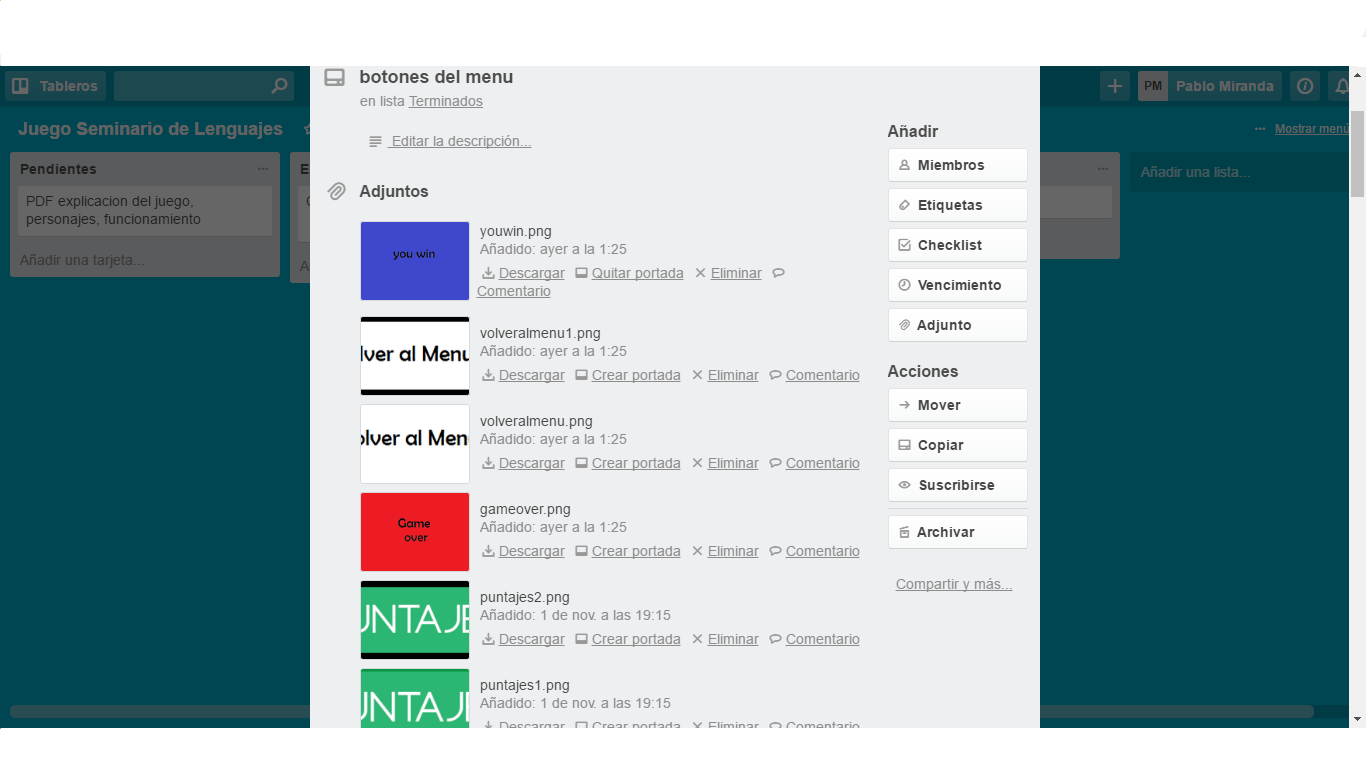 botones del menu
en lista Terminados
Tableros
PM Pablo Miranda
Juego Seminario de Lenguajes
Mostrar menú
Pendientes
PDF explicacion del juego,
personajes, funcionamiento
Añadir una tarjeta...
Añadir una lista...
Editar la descripción...
Adjuntos
you win
youwin.png
Añadido: ayer a la 1:25
Descargar Quitar portada Eliminar
Comentario
lver al Menu
volveralmenu1.png
Añadido: ayer a la 1:25
Descargar Crear portada Eliminar Comentario
olver al Men
volveralmenu.png
Añadido: ayer a la 1:25
Descargar Crear portada Eliminar Comentario
Game
over
gameover.png
Añadido: ayer a la 1:25
Descargar Crear portada Eliminar Comentario
UNTAJE
puntajes2.png
Añadido: 1 de nov. a las 19:15
Descargar Crear portada Eliminar Comentario
UNTAJE
puntajes1.png
Añadido: 1 de nov. a las 19:15
Descargar Crear portada Eliminar Comentario
Añadir
Miembros
Etiquetas
Checklist
Vencimiento
Adjunto
Acciones
Mover
Copiar
Suscribirse
Archivar
Compartir y más...